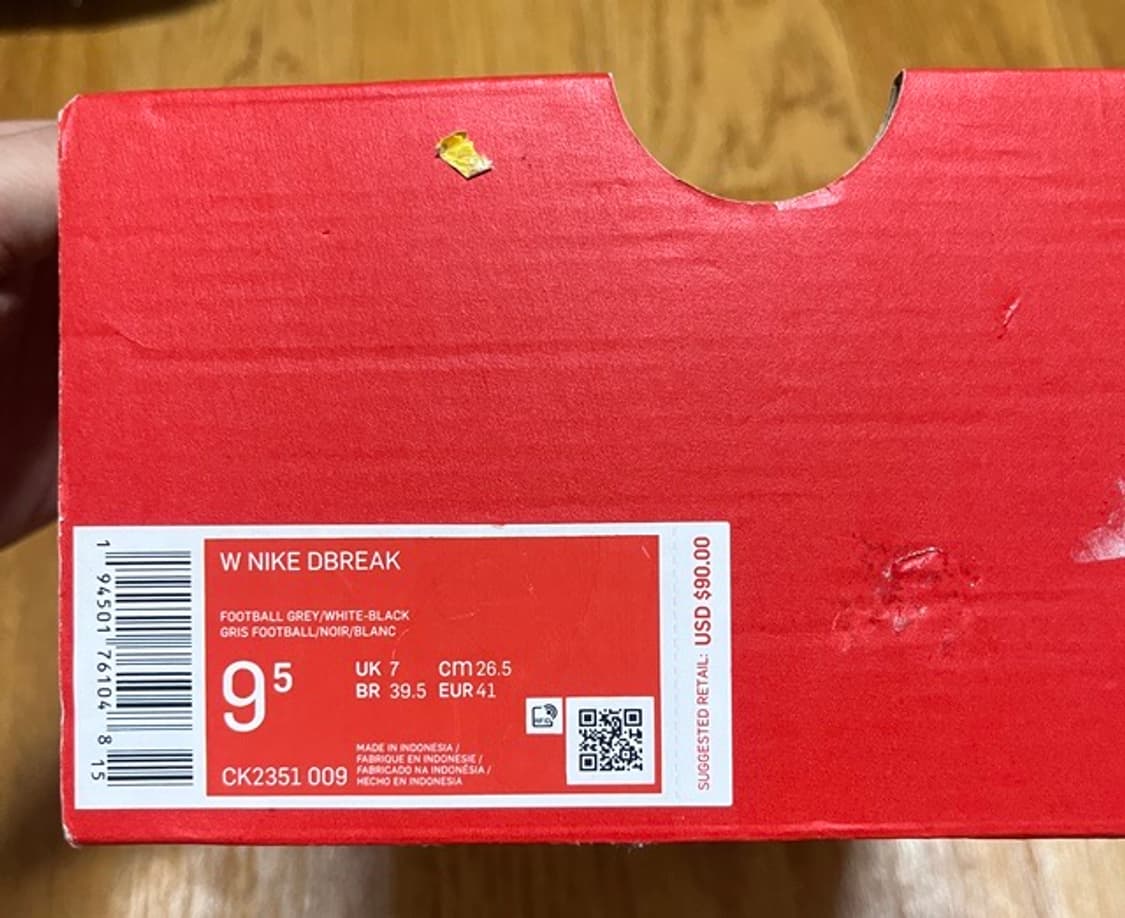 1 94501 76104 8 15
W NIKE DBREAK
FOOTBALL GREY/WHITE-BLACK
GRIS FOOTBALL/NOIR/BLANC
9 5
UK 7 cm 26.5
BR 39.5 EUR 41
CK2351 009
MADE IN INDONESIA /
FABRIQUE EN INDONESIE /
FABRICADO NA INDONÉSIA /
HECHO EN INDONESIA
RFID
SUGGESTED RETAIL: USD $90.00